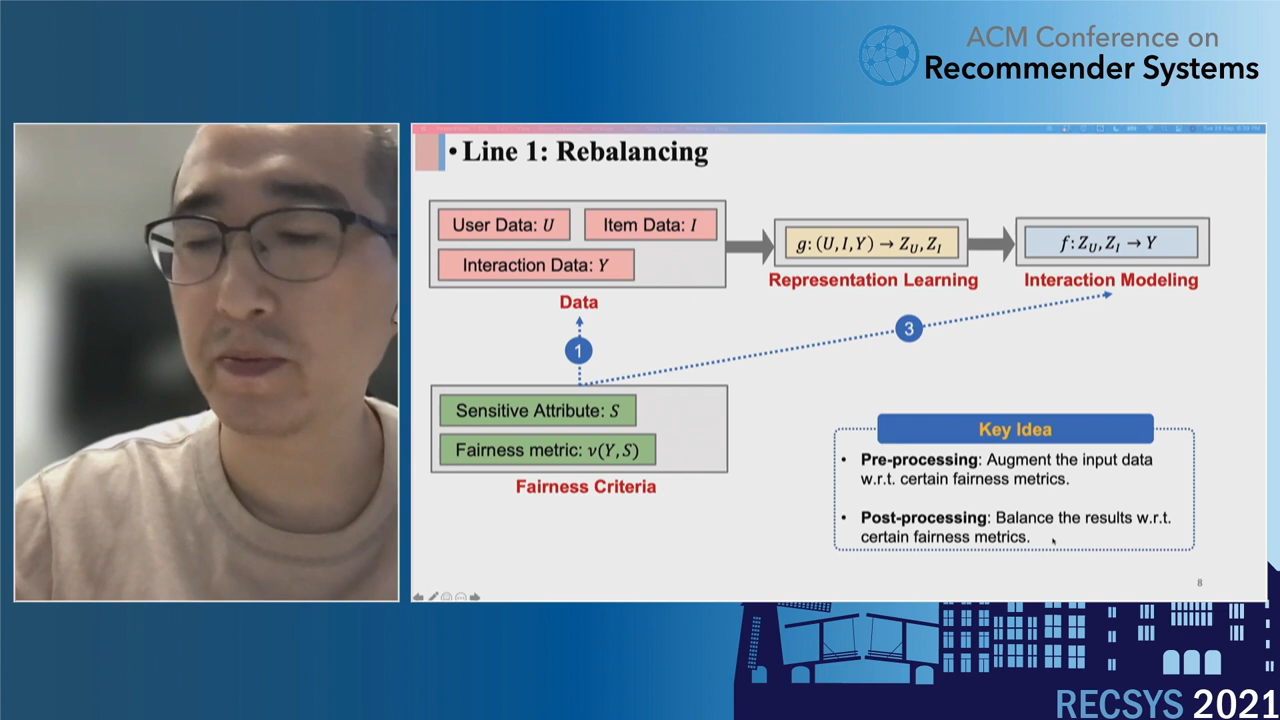 ACM Conference on
Recommender Systems
• Line 1: Rebalancing
User Data: U
Item Data: I
Interaction Data: Y
Data
g: (U, I, Y) → Z_U, Z_I
Representation Learning
f: Z_U, Z_I → Y
Interaction Modeling
1
3
Sensitive Attribute: S
Fairness metric: ν(Y, S)
Fairness Criteria
Key Idea
• Pre-processing: Augment the input data
w.r.t. certain fairness metrics.
• Post-processing: Balance the results w.r.t.
certain fairness metrics.
8
RECSYS 2021